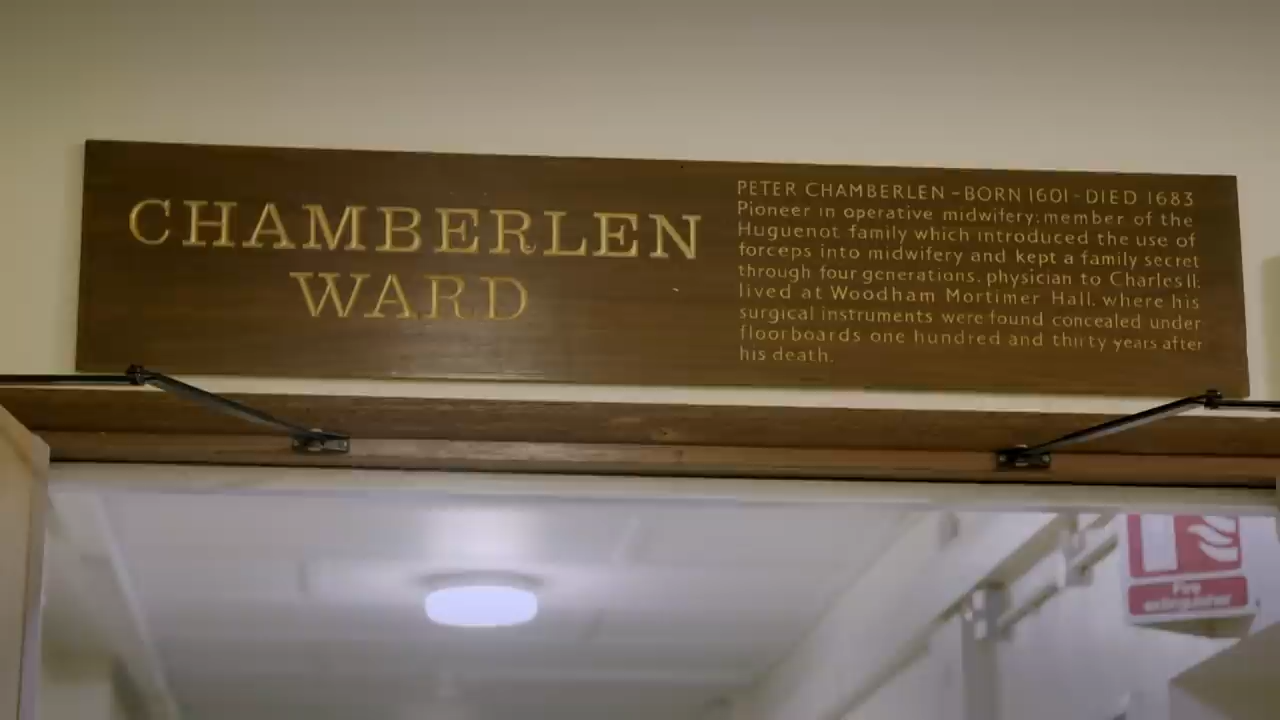 CHAMBERLEN
WARD
PETER CHAMBERLEN - BORN 1601 - DIED 1683
Pioneer in operative midwifery; member of the
Huguenot family which introduced the use of
forceps into midwifery and kept a family secret
through four generations, physician to Charles II.
lived at Woodham Mortimer Hall, where his
surgical instruments were found concealed under
floorboards one hundred and thirty years after
his death.
Fire
extinguisher